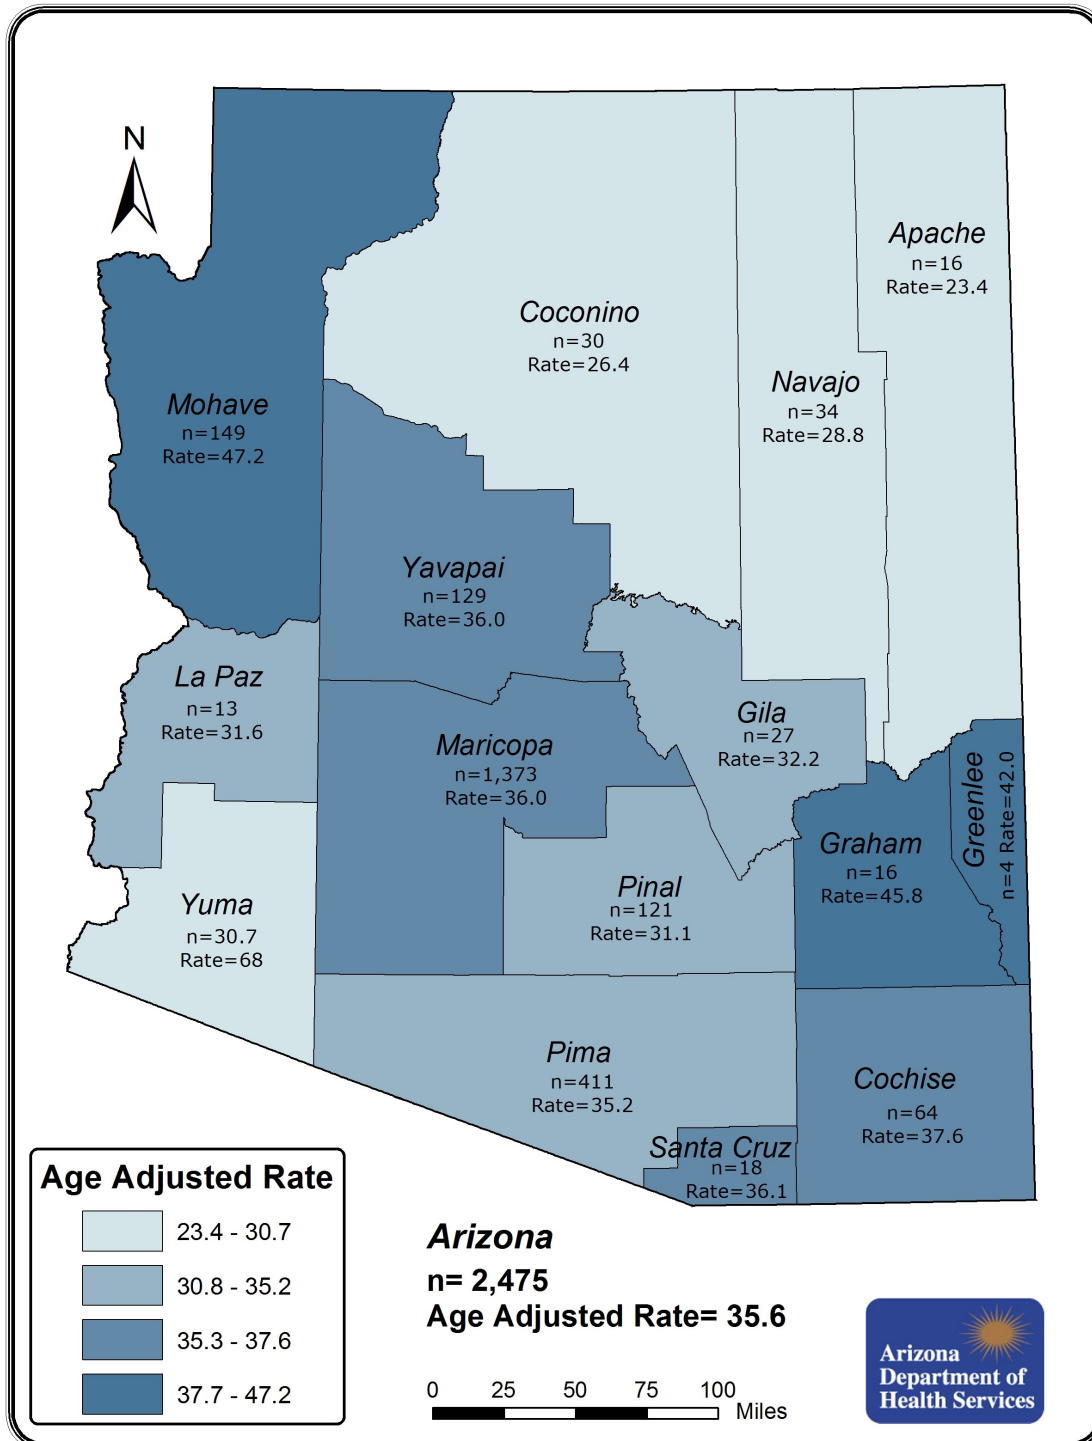 N
Apache
n=16
Rate=23.4
Coconino
n=30
Rate=26.4
Navajo
n=34
Rate=28.8
Mohave
n=149
Rate=47.2
Yavapai
n=129
Rate=36.0
La Paz
n=13
Rate=31.6
Gila
n=27
Rate=32.2
Maricopa
n=1,373
Rate=36.0
Greenlee
n=4 Rate=42.0
Graham
n=16
Rate=45.8
Pinal
n=121
Rate=31.1
Yuma
n=30.7
Rate=68
Pima
n=411
Rate=35.2
Cochise
n=64
Rate=37.6
Santa Cruz
n=18
Rate=36.1
Age Adjusted Rate
23.4 - 30.7
30.8 - 35.2
35.3 - 37.6
37.7 - 47.2
Arizona
n= 2,475
Age Adjusted Rate= 35.6
0 25 50 75 100
Miles
Arizona
Department of
Health Services